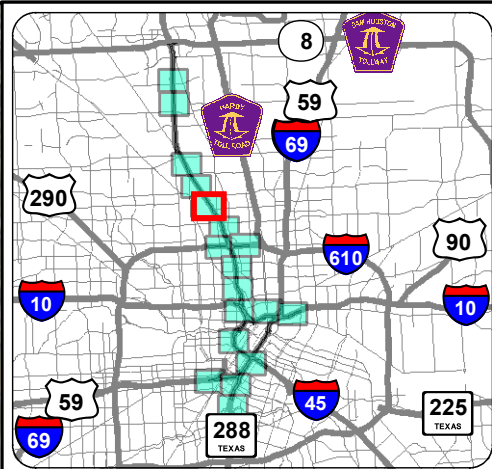 8
SAM HOUSTON
TOLLWAY
59
HARDY
TOLL ROAD
69
290
90
610
10
10
59
45
225
TEXAS
288
TEXAS
69